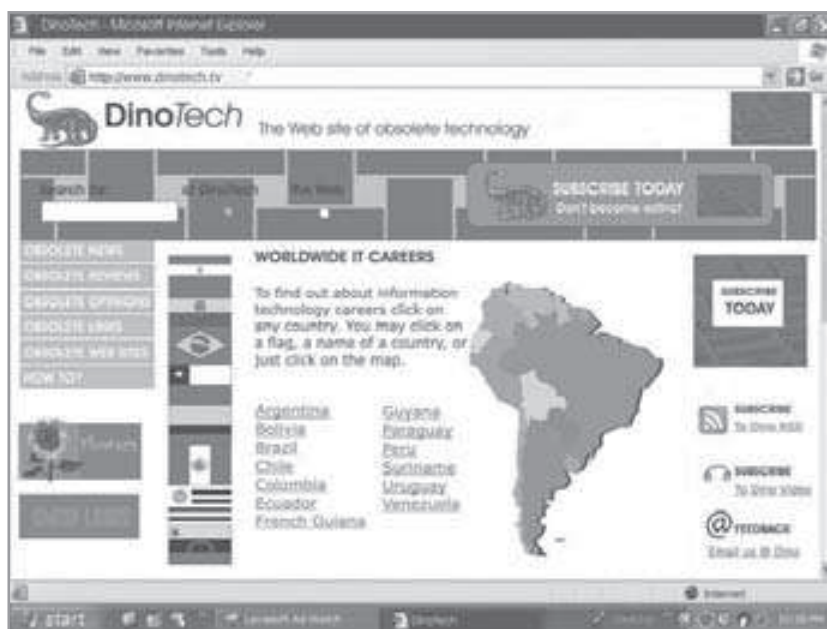 DinoTech - Microsoft Internet Explorer
File Edit View Favorites Tools Help
Address http://www.dinotech.tv Go
DinoTech The Web site of obsolete technology
Search for: at DinoTech the Web
SUBSCRIBE TODAY
Don't become extinct
OBSOLETE NEWS
OBSOLETE REVIEWS
OBSOLETE OPINIONS
OBSOLETE LINKS
OBSOLETE WEB SITES
HOW TO?
WORLDWIDE IT CAREERS
To find out about information
technology careers click on
any country. You may click on
a flag, a name of a country, or
just click on the map.
Argentina
Bolivia
Brazil
Chile
Colombia
Ecuador
French Guiana
Guyana
Paraguay
Peru
Suriname
Uruguay
Venezuela
SUBSCRIBE
TODAY
SUBSCRIBE
To Dino RSS
SUBSCRIBE
To Dino Video
FEEDBACK
Email us @ Dino
Internet
start
DinoTech